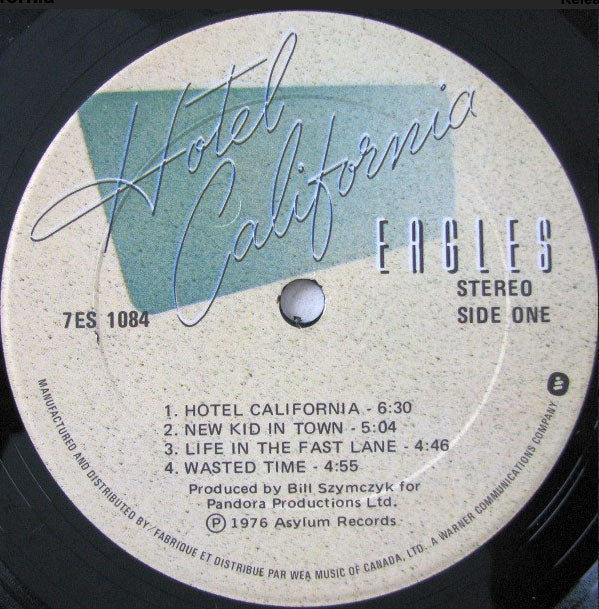 Hotel
California
EAGLES
STEREO
7ES 1084
SIDE ONE
1. HOTEL CALIFORNIA - 6:30
2. NEW KID IN TOWN - 5:04
3. LIFE IN THE FAST LANE - 4:46
4. WASTED TIME - 4:55
Produced by Bill Szymczyk for
Pandora Productions Ltd.
Ⓟ 1976 Asylum Records
MANUFACTURED AND DISTRIBUTED BY/FABRIQUE ET DISTRIBUE PAR WEA MUSIC OF CANADA, LTD., A WARNER COMMUNICATIONS COMPANY